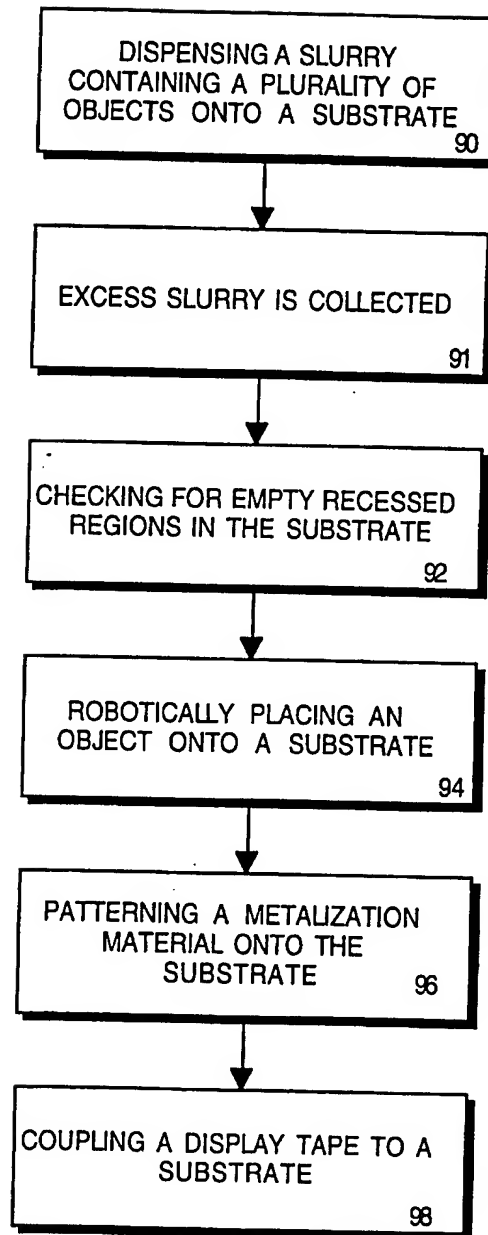 DISPENSING A SLURRY
CONTAINING A PLURALITY OF
OBJECTS ONTO A SUBSTRATE
90
EXCESS SLURRY IS COLLECTED
91
CHECKING FOR EMPTY RECESSED
REGIONS IN THE SUBSTRATE
92
ROBOTICALLY PLACING AN
OBJECT ONTO A SUBSTRATE
94
PATTERNING A METALIZATION
MATERIAL ONTO THE
SUBSTRATE 96
COUPLING A DISPLAY TAPE TO A
SUBSTRATE
98